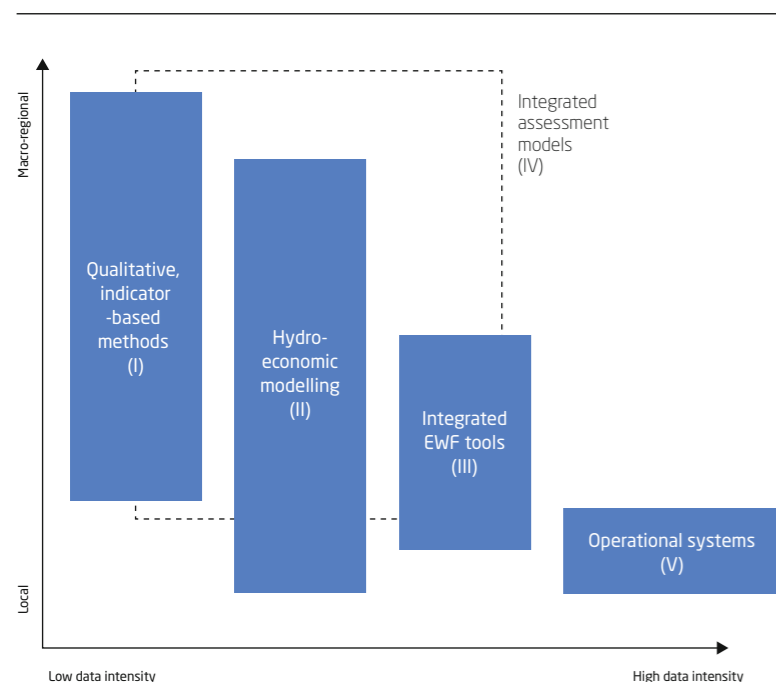 Macro-regional
Local
Integrated
assessment
models
(IV)
Qualitative,
indicator
-based
methods
(I)
Hydro-
economic
modelling
(II)
Integrated
EWF tools
(III)
Operational systems
(V)
Low data intensity
High data intensity